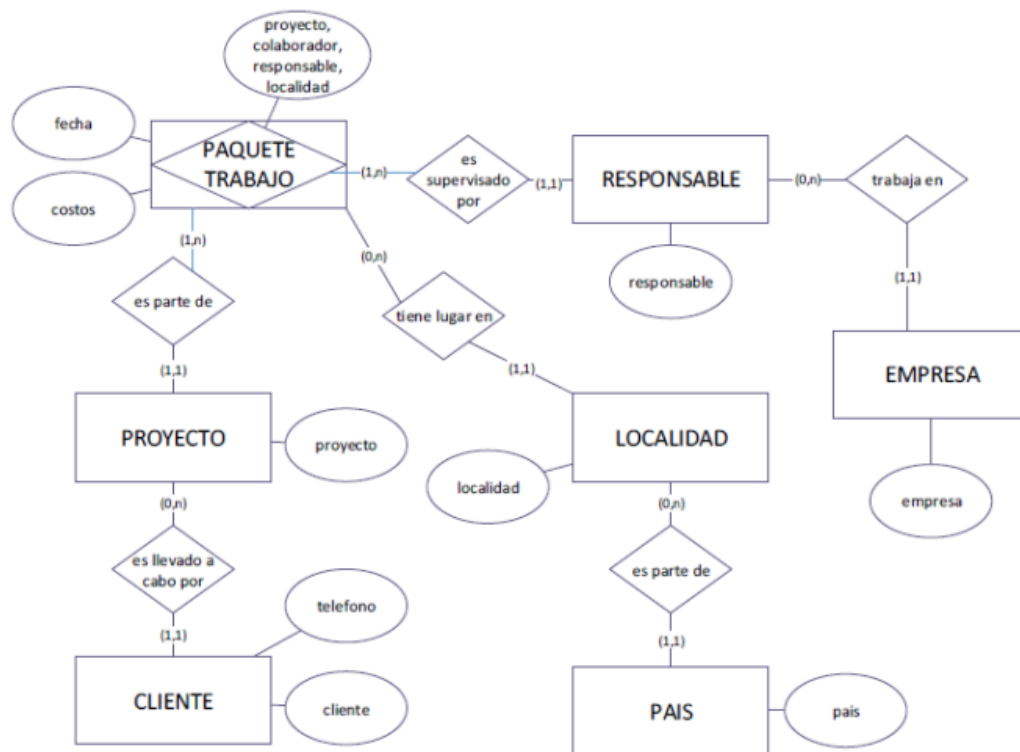 proyecto,
colaborador,
responsable,
localidad
fecha
PAQUETE
TRABAJO
costos
(1,n)
es
supervisado
por
(1,1)
RESPONSABLE
(0,n)
trabaja en
(1,n)
(0,n)
responsable
(1,1)
es parte de
tiene lugar en
(1,1)
(1,1)
EMPRESA
PROYECTO
proyecto
LOCALIDAD
localidad
empresa
(0,n)
(0,n)
es llevado a
cabo por
es parte de
telefono
(1,1)
(1,1)
CLIENTE
cliente
PAIS
pais